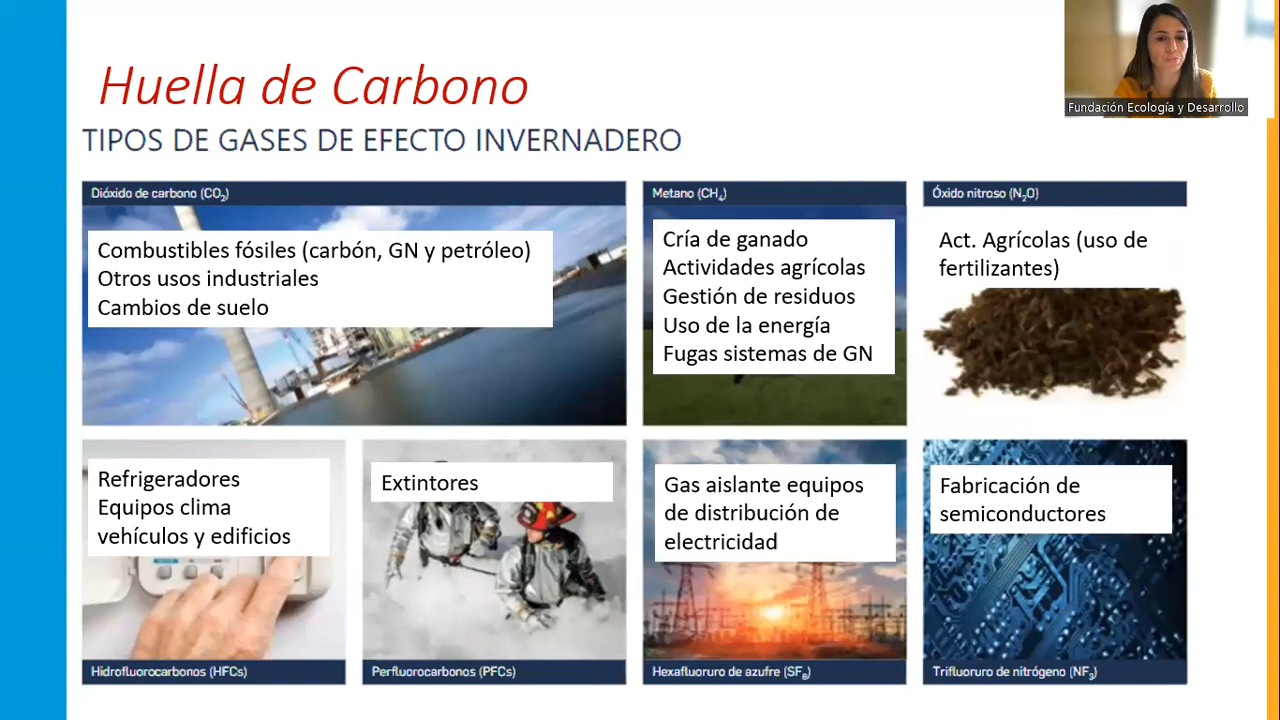 Huella de Carbono
Fundación Ecología y Desarrollo
TIPOS DE GASES DE EFECTO INVERNADERO
Dióxido de carbono (CO₂)
Combustibles fósiles (carbón, GN y petróleo)
Otros usos industriales
Cambios de suelo
Metano (CH₄)
Cría de ganado
Actividades agrícolas
Gestión de residuos
Uso de la energía
Fugas sistemas de GN
Óxido nitroso (N₂O)
Act. Agrícolas (uso de
fertilizantes)
Refrigeradores
Equipos clima
vehículos y edificios
Hidrofluorocarbonos (HFCs)
Extintores
Perfluorocarbonos (PFCs)
Gas aislante equipos
de distribución de
electricidad
Hexafluoruro de azufre (SF₆)
Fabricación de
semiconductores
Trifluoruro de nitrógeno (NF₃)